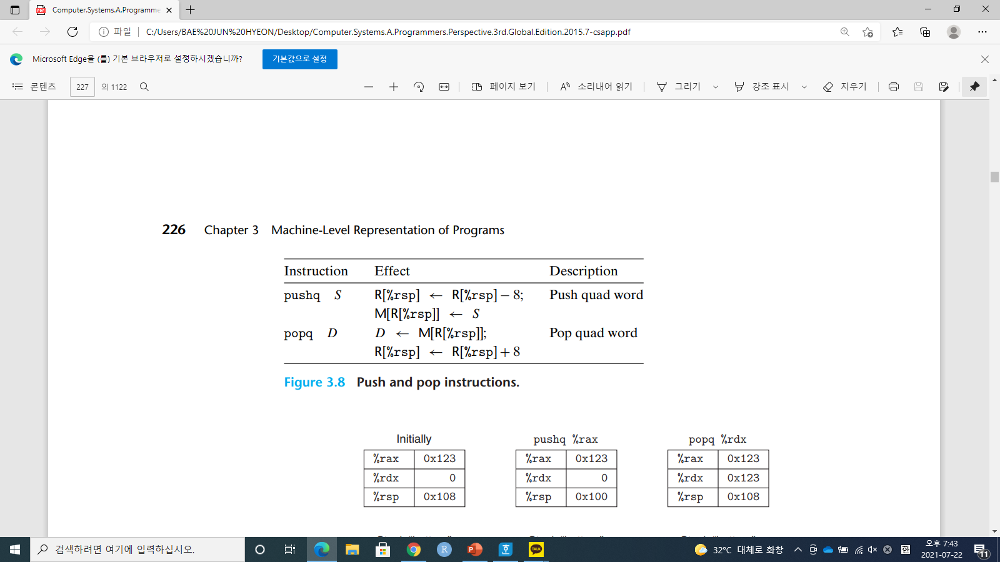 Computer.Systems.A.Programme
파일
C:/Users/BAE%20JUN%20HYEON/Desktop/Computer.Systems.A.Programmers.Perspective.3rd.Global.Edition.2015.7-csapp.pdf
Microsoft Edge을 (를) 기본 브라우저로 설정하시겠습니까?
기본값으로 설정
콘텐츠 227 의 1122 페이지 보기 소리내어 읽기 그리기 강조 표시 지우기
226 Chapter 3 Machine-Level Representation of Programs
Instruction Effect Description
pushq S R[%rsp] ← R[%rsp] − 8; Push quad word
M[R[%rsp]] ← S
popq D D ← M[R[%rsp]]; Pop quad word
R[%rsp] ← R[%rsp] + 8
Figure 3.8 Push and pop instructions.
Initially pushq %rax popq %rdx
%rax 0x123 %rax 0x123 %rax 0x123
%rdx 0 %rdx 0 %rdx 0x123
%rsp 0x108 %rsp 0x100 %rsp 0x108
검색하려면 여기에 입력하십시오.
32°C 대체로 화창
한
오후 7:43
2021-07-22
11